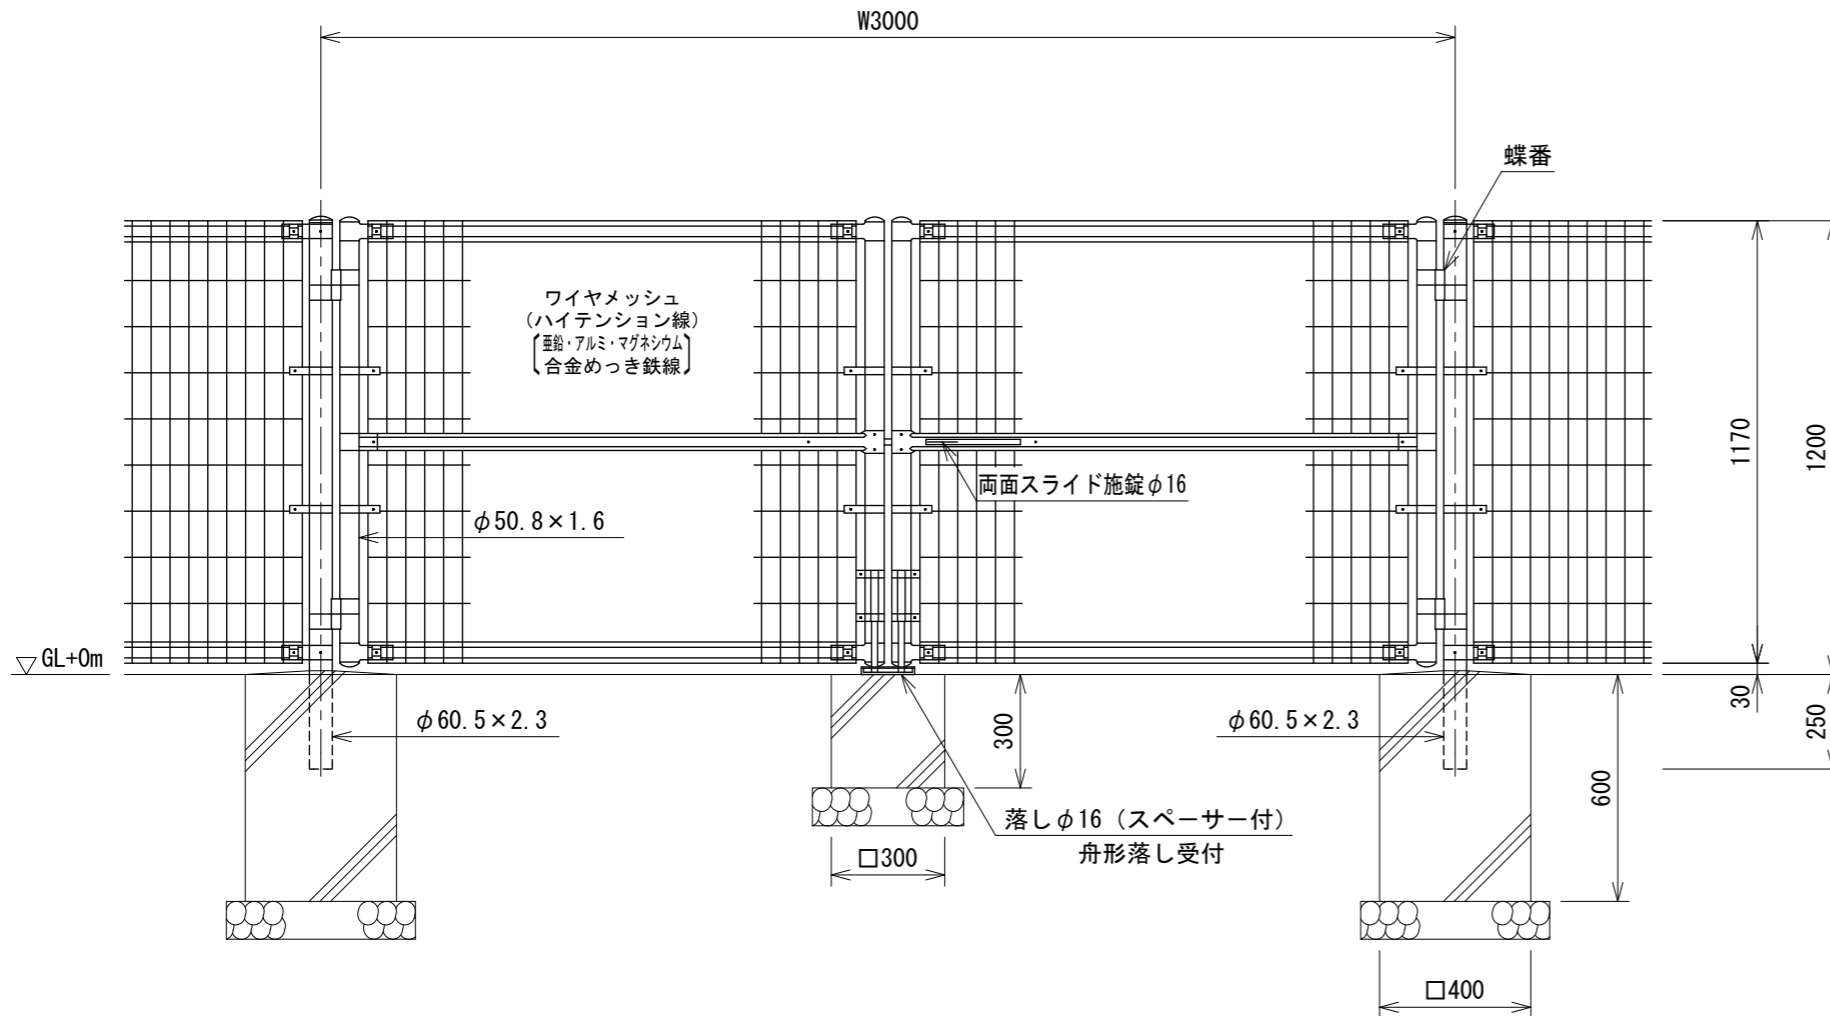 W3000
蝶番
ワイヤメッシュ
(ハイテンション線)
亜鉛・アルミ・マグネシウム
合金めっき鉄線
1170
1200
両面スライド施錠φ16
φ50.8×1.6
GL+0m
30
250
φ60.5×2.3
300
φ60.5×2.3
600
落しφ16(スペーサー付)
舟形落し受付
□300
□400